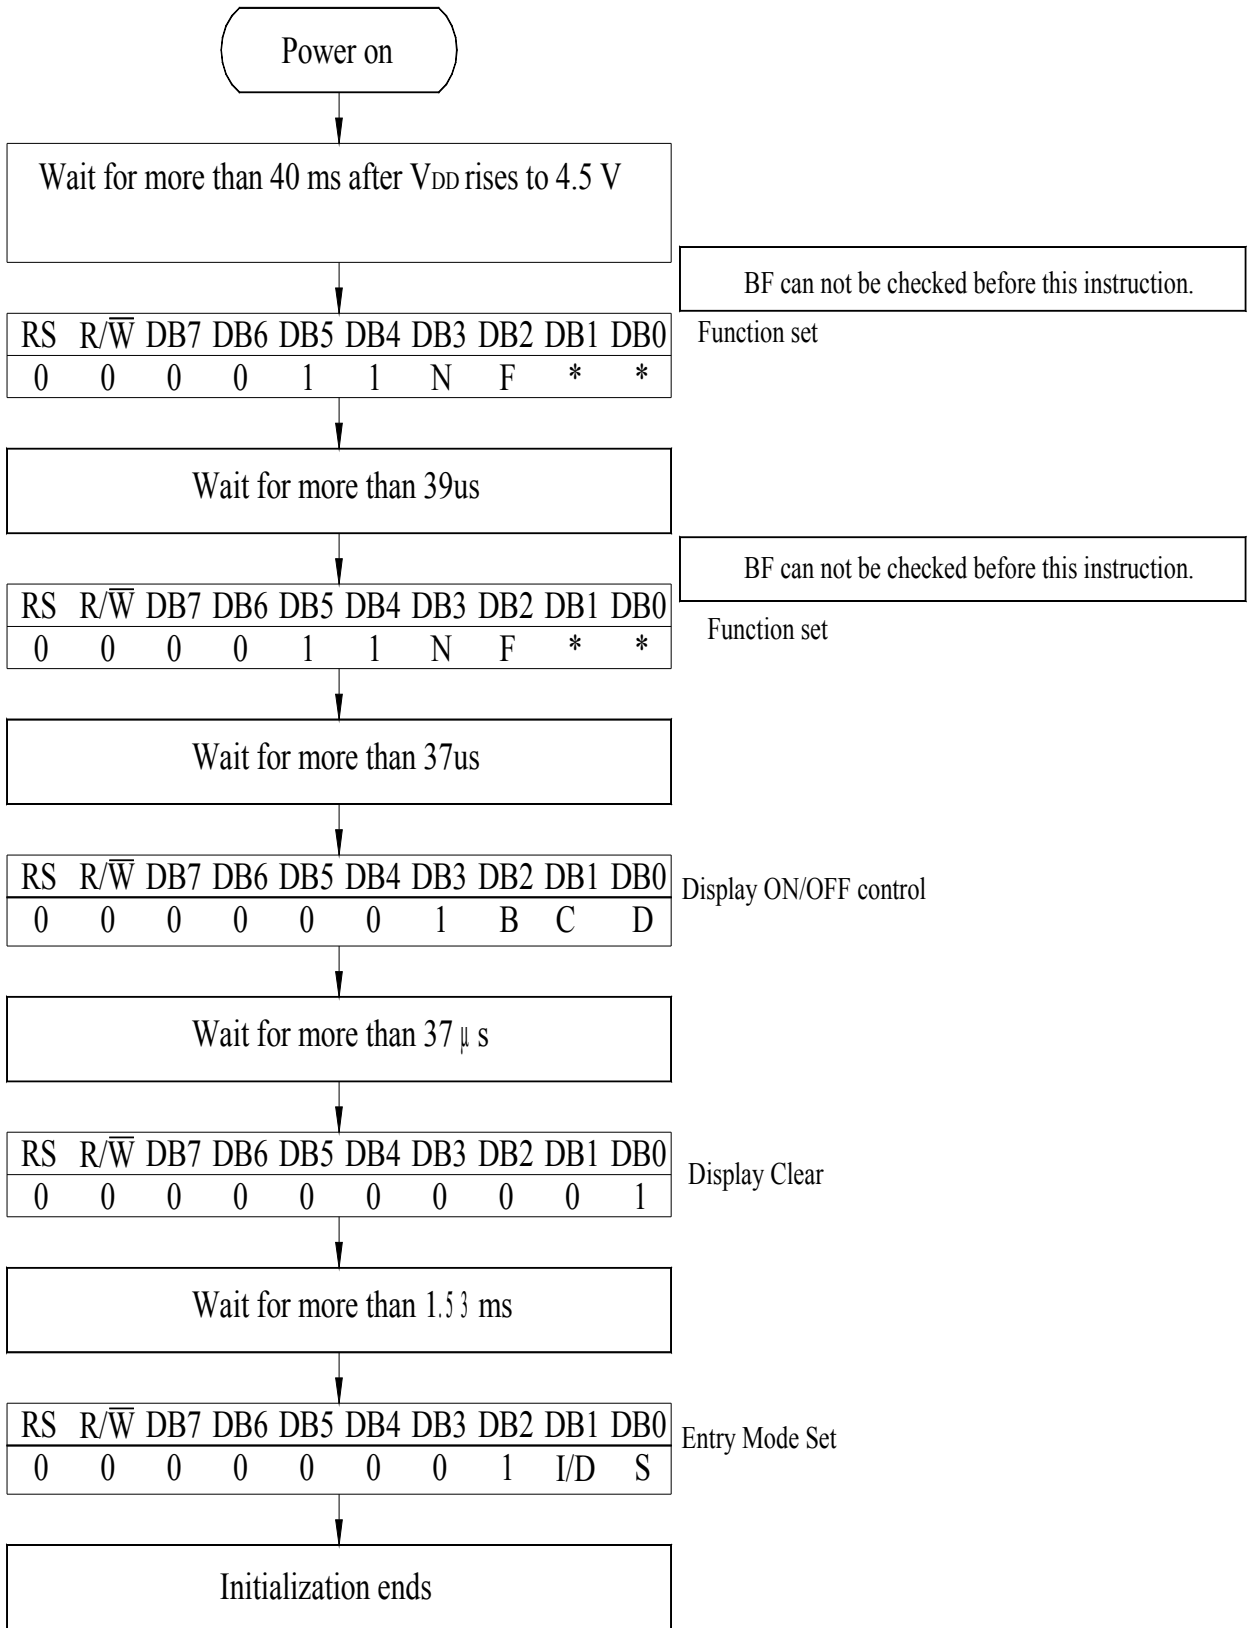 Power on
Wait for more than 40 ms after VDD rises to 4.5 V
BF can not be checked before this instruction.
RS R/W̅ DB7 DB6 DB5 DB4 DB3 DB2 DB1 DB0
Function set
0 0 0 0 1 1 N F * *
Wait for more than 39us
BF can not be checked before this instruction.
RS R/W̅ DB7 DB6 DB5 DB4 DB3 DB2 DB1 DB0
Function set
0 0 0 0 1 1 N F * *
Wait for more than 37us
RS R/W̅ DB7 DB6 DB5 DB4 DB3 DB2 DB1 DB0
Display ON/OFF control
0 0 0 0 0 0 1 B C D
Wait for more than 37 μ s
RS R/W̅ DB7 DB6 DB5 DB4 DB3 DB2 DB1 DB0
Display Clear
0 0 0 0 0 0 0 0 0 1
Wait for more than 1.53 ms
RS R/W̅ DB7 DB6 DB5 DB4 DB3 DB2 DB1 DB0
Entry Mode Set
0 0 0 0 0 0 0 1 I/D S
Initialization ends